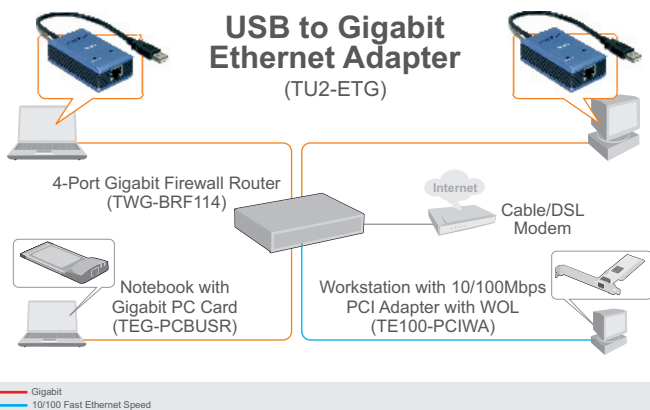 USB to Gigabit
Ethernet Adapter
(TU2-ETG)
4-Port Gigabit Firewall Router
(TWG-BRF114)
Internet
Cable/DSL
Modem
Notebook with
Gigabit PC Card
(TEG-PCBUSR)
Workstation with 10/100Mbps
PCI Adapter with WOL
(TE100-PCIWA)
Gigabit
10/100 Fast Ethernet Speed